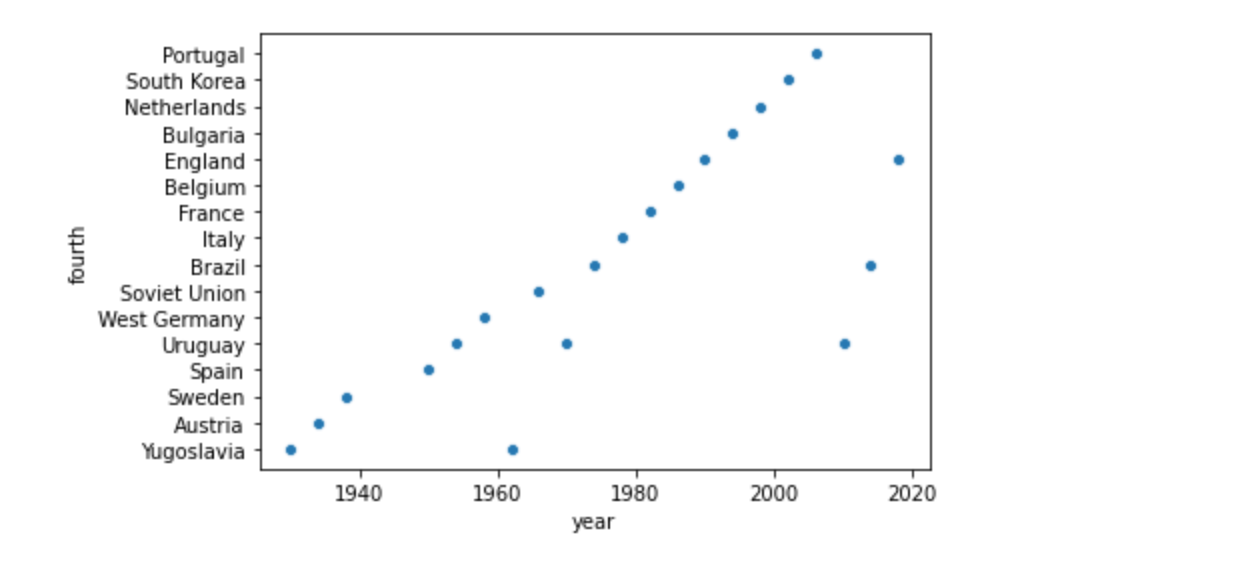 Portugal
South Korea
Netherlands
Bulgaria
England
Belgium
France
Italy
Brazil
Soviet Union
West Germany
Uruguay
Spain
Sweden
Austria
Yugoslavia
fourth
1940 1960 1980 2000 2020
year